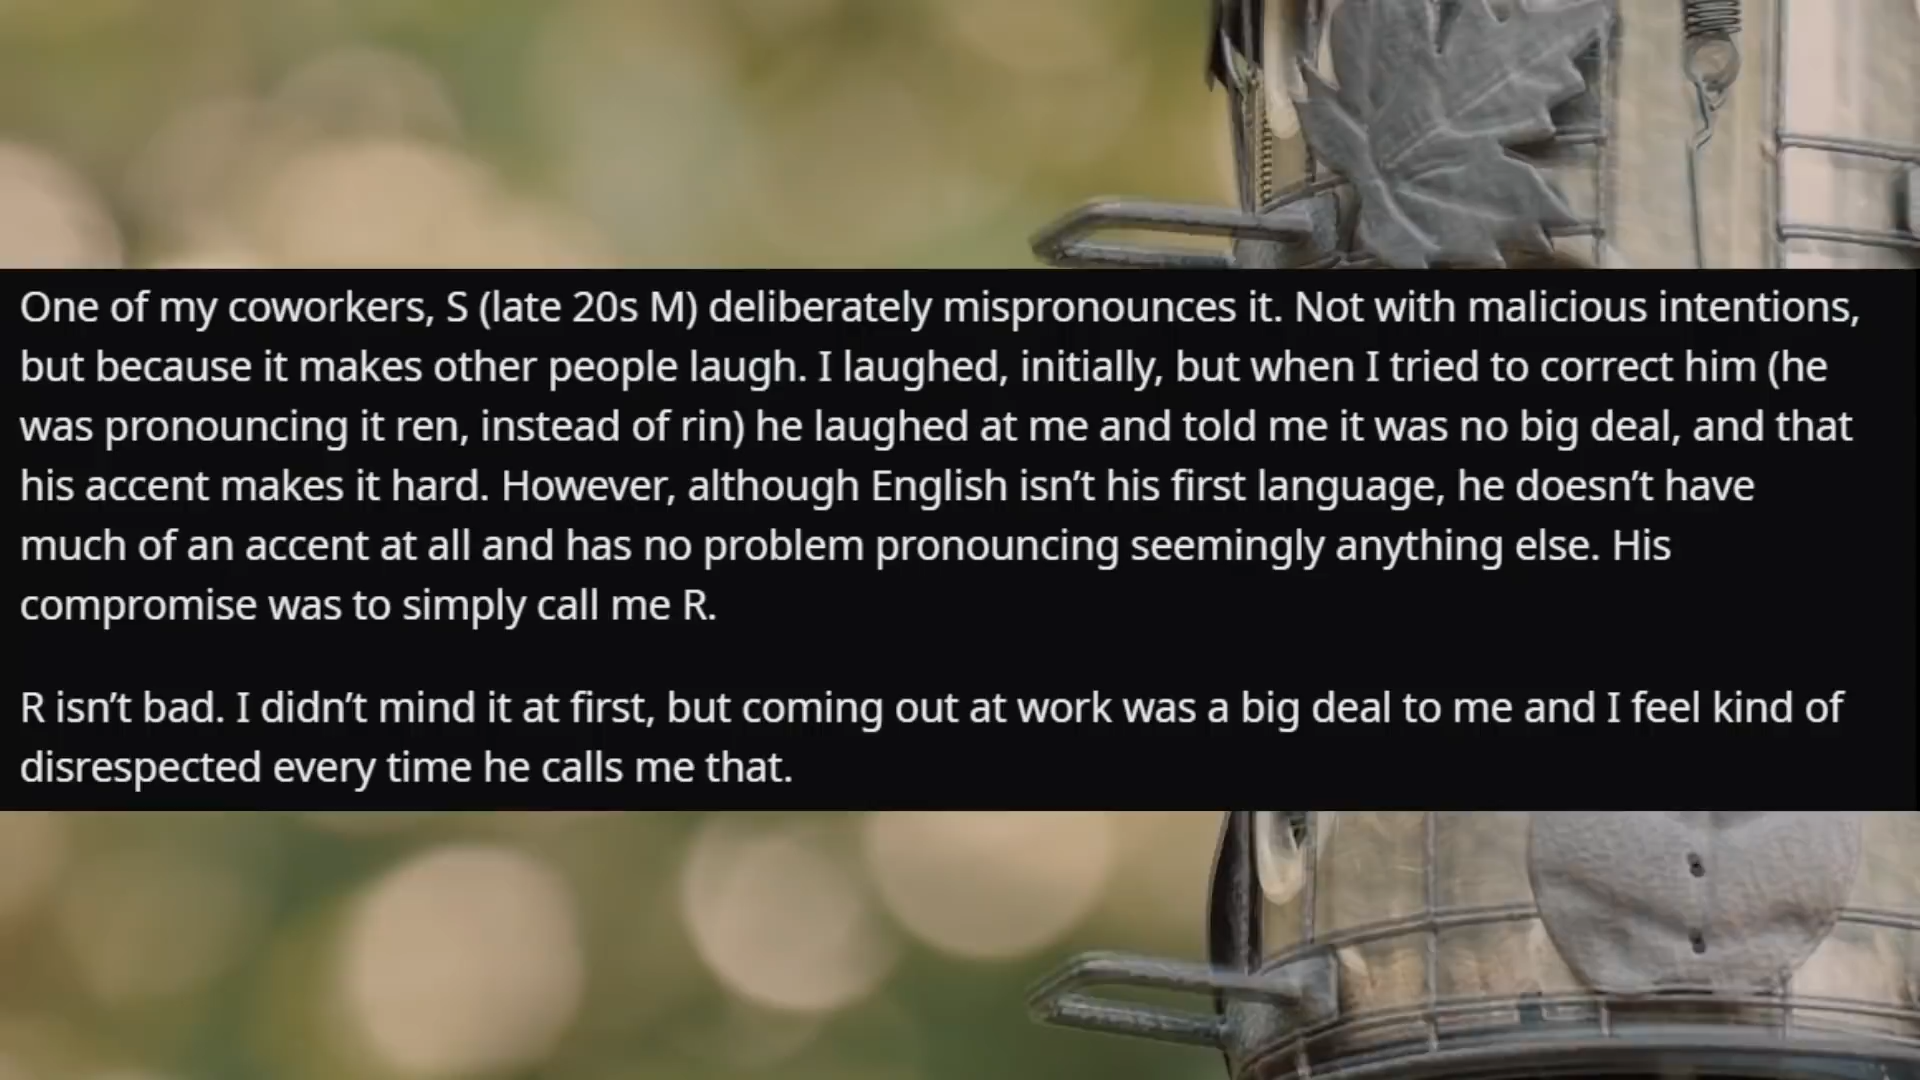 One of my coworkers, S (late 20s M) deliberately mispronounces it. Not with malicious intentions,
but because it makes other people laugh. I laughed, initially, but when I tried to correct him (he
was pronouncing it ren, instead of rin) he laughed at me and told me it was no big deal, and that
his accent makes it hard. However, although English isn’t his first language, he doesn’t have
much of an accent at all and has no problem pronouncing seemingly anything else. His
compromise was to simply call me R.
R isn’t bad. I didn’t mind it at first, but coming out at work was a big deal to me and I feel kind of
disrespected every time he calls me that.